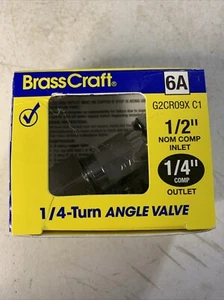 BrassCraft®
6A
G2CR09X C1
1/2"
NOM COMP
INLET
1/4"
COMP
OUTLET
1/4-Turn ANGLE VALVE